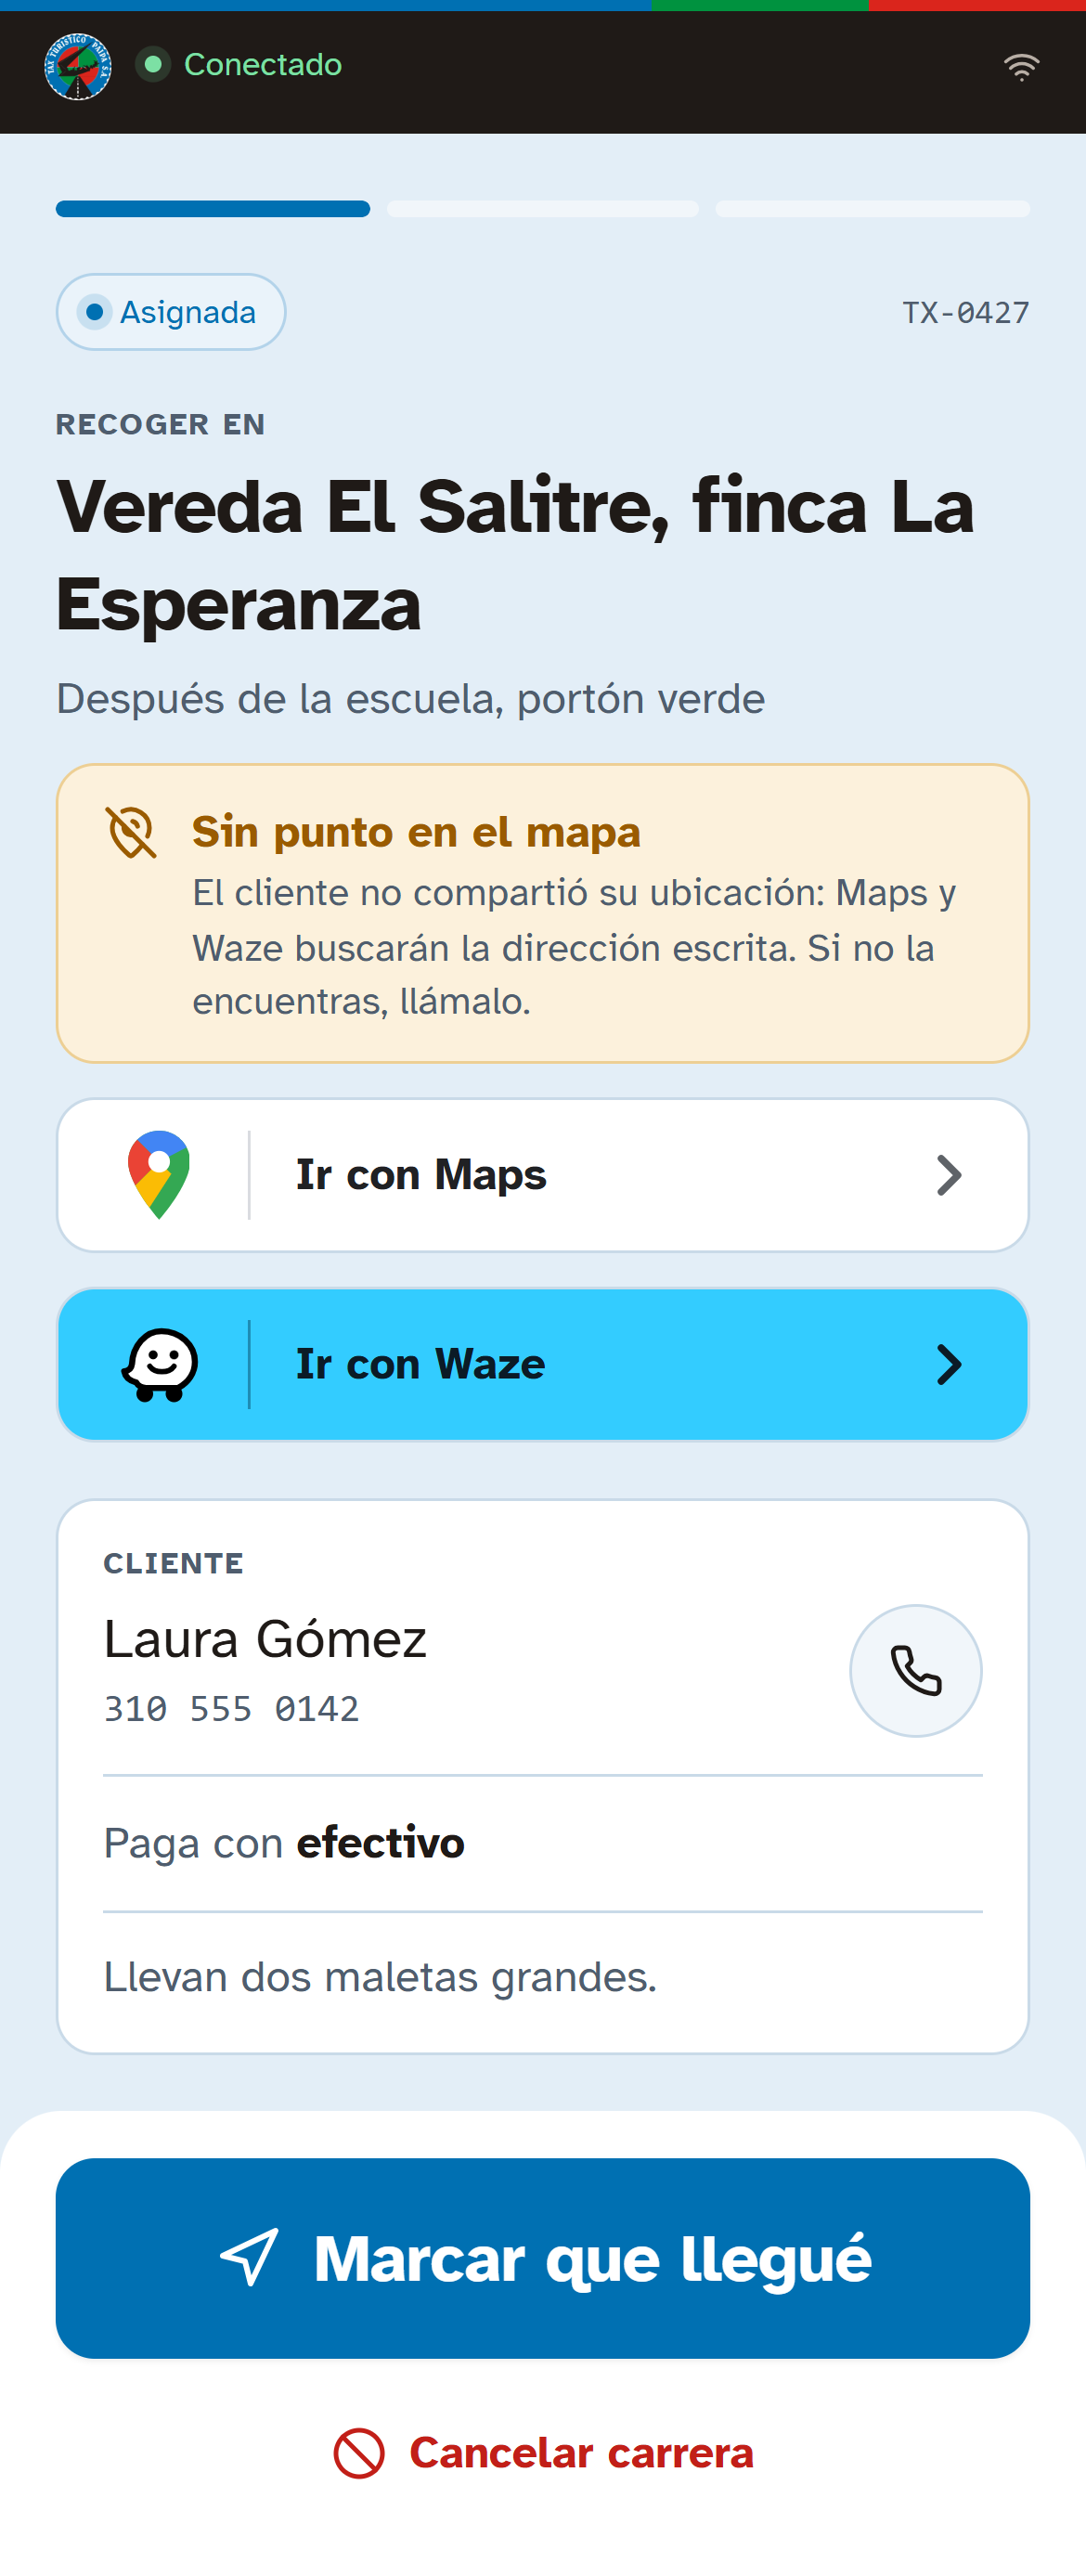 TAX TURISTICO PAIPA S.A
Conectado
Asignada
TX-0427
RECOGER EN
Vereda El Salitre, finca La
Esperanza
Después de la escuela, portón verde
Sin punto en el mapa
El cliente no compartió su ubicación: Maps y
Waze buscarán la dirección escrita. Si no la
encuentras, llámalo.
Ir con Maps
Ir con Waze
CLIENTE
Laura Gómez
310 555 0142
Paga con efectivo
Llevan dos maletas grandes.
Marcar que llegué
Cancelar carrera